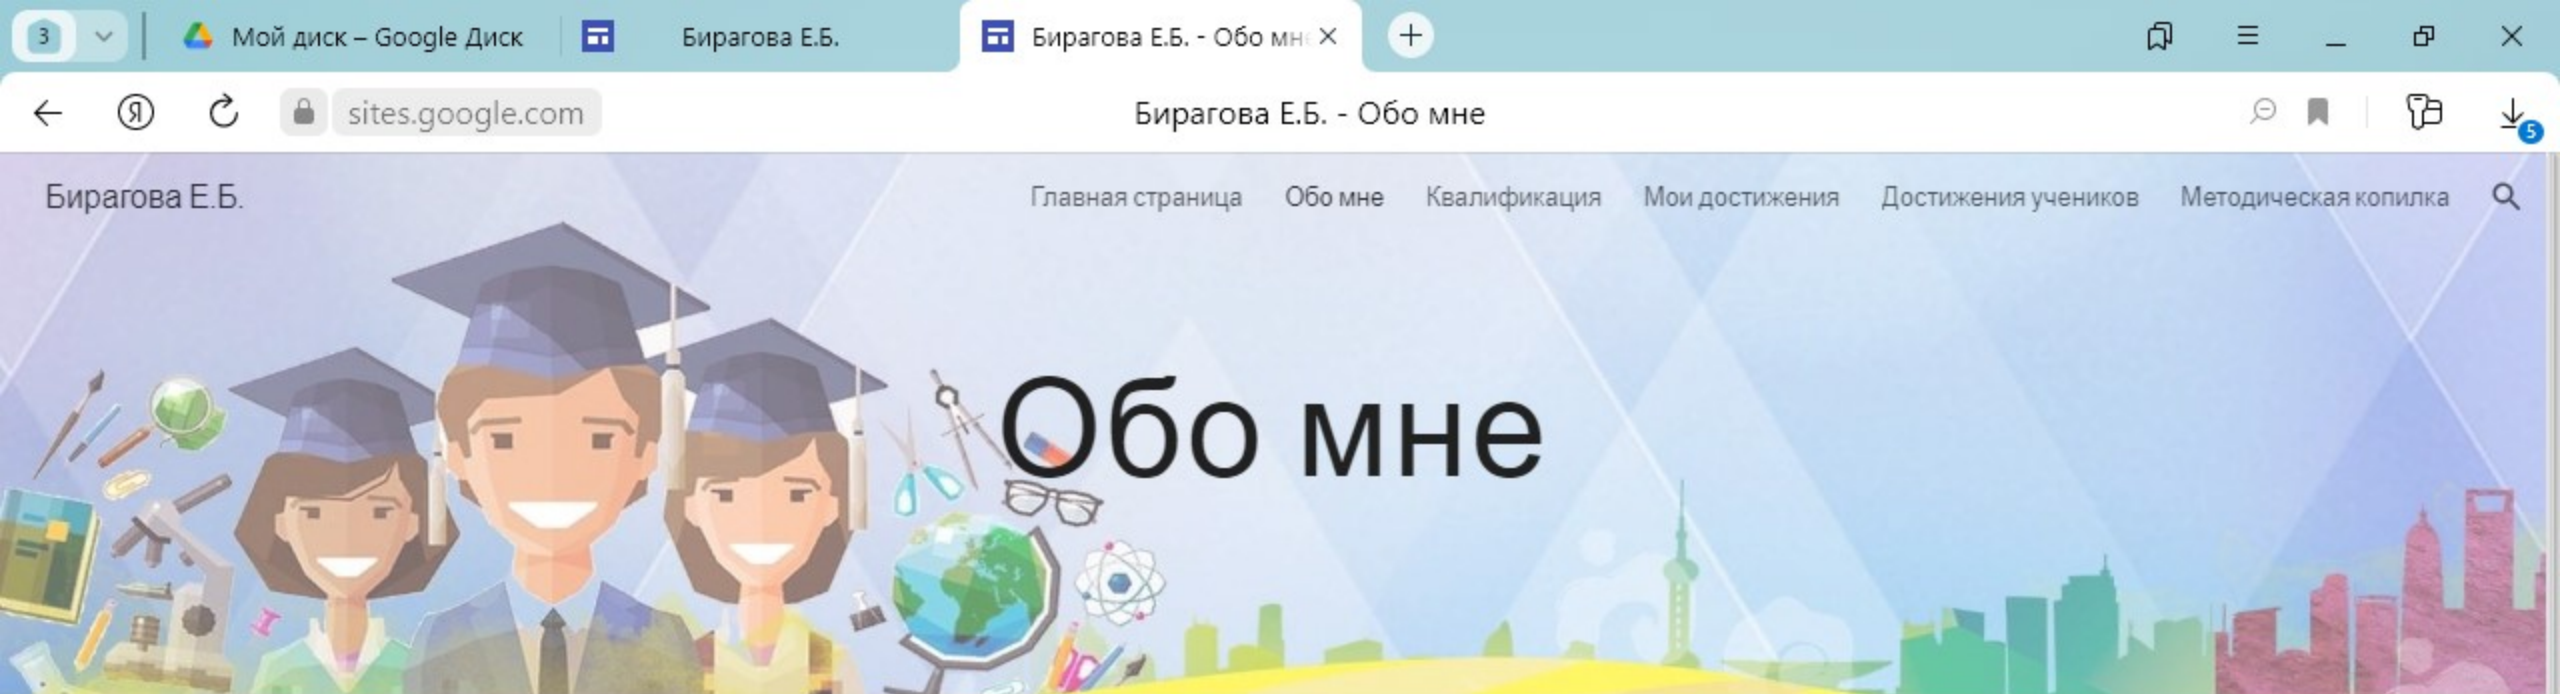 3 Мой диск – Google Диск Бирагова Е.Б. Бирагова Е.Б. - Обо мн
Я sites.google.com Бирагова Е.Б. - Обо мне 5
Бирагова Е.Б. Главная страница Обо мне Квалификация Мои достижения Достижения учеников Методическая копилка
Обо мне